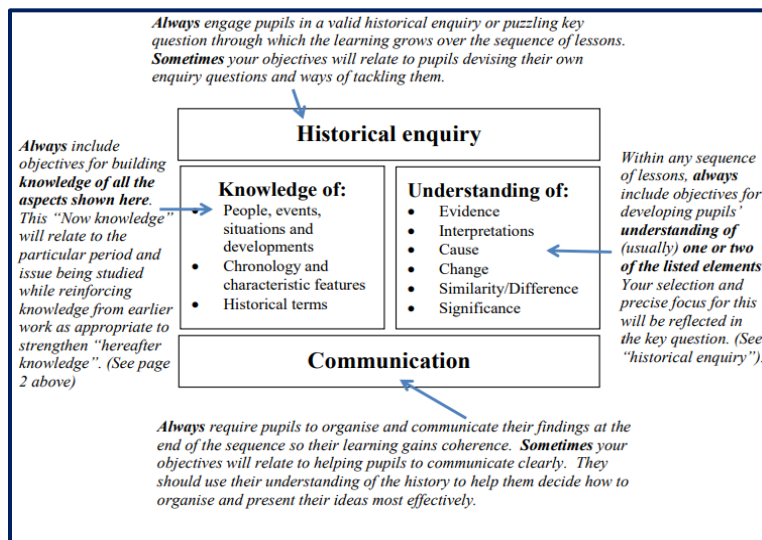 Always engage pupils in a valid historical enquiry or puzzling key
question through which the learning grows over the sequence of lessons.
Sometimes your objectives will relate to pupils devising their own
enquiry questions and ways of tackling them.
Historical enquiry
Always include
objectives for building
knowledge of all the
aspects shown here.
This “Now knowledge”
will relate to the
particular period and
issue being studied
while reinforcing
knowledge from earlier
work as appropriate to
strengthen “hereafter
knowledge”. (See page
2 above)
Knowledge of:
• People, events,
situations and
developments
• Chronology and
characteristic features
• Historical terms
Understanding of:
• Evidence
• Interpretations
• Cause
• Change
• Similarity/Difference
• Significance
Within any sequence
of lessons, always
include objectives for
developing pupils’
understanding of
(usually) one or two
of the listed elements
Your selection and
precise focus for this
will be reflected in
the key question. (See
“historical enquiry”).
Communication
Always require pupils to organise and communicate their findings at the
end of the sequence so their learning gains coherence. Sometimes your
objectives will relate to helping pupils to communicate clearly. They
should use their understanding of the history to help them decide how to
organise and present their ideas most effectively.